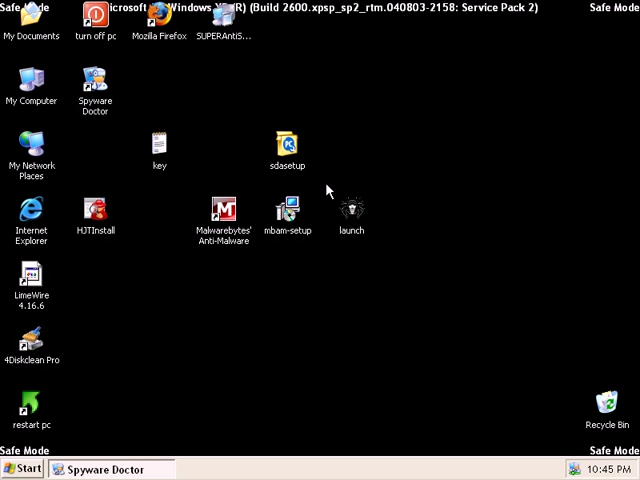 Safe Mode
Microsoft Windows XP (R) (Build 2600.xpsp_sp2_rtm.040803-2158: Service Pack 2)
Safe Mode
My Documents
turn off pc
Mozilla Firefox
SUPERAntiS...
My Computer
Spyware
Doctor
My Network
Places
key
sdasetup
Internet
Explorer
HJTInstall
Malwarebytes'
Anti-Malware
mbam-setup
launch
LimeWire
4.16.6
4Diskclean Pro
restart pc
Recycle Bin
Safe Mode
Safe Mode
Start
Spyware Doctor
10:45 PM